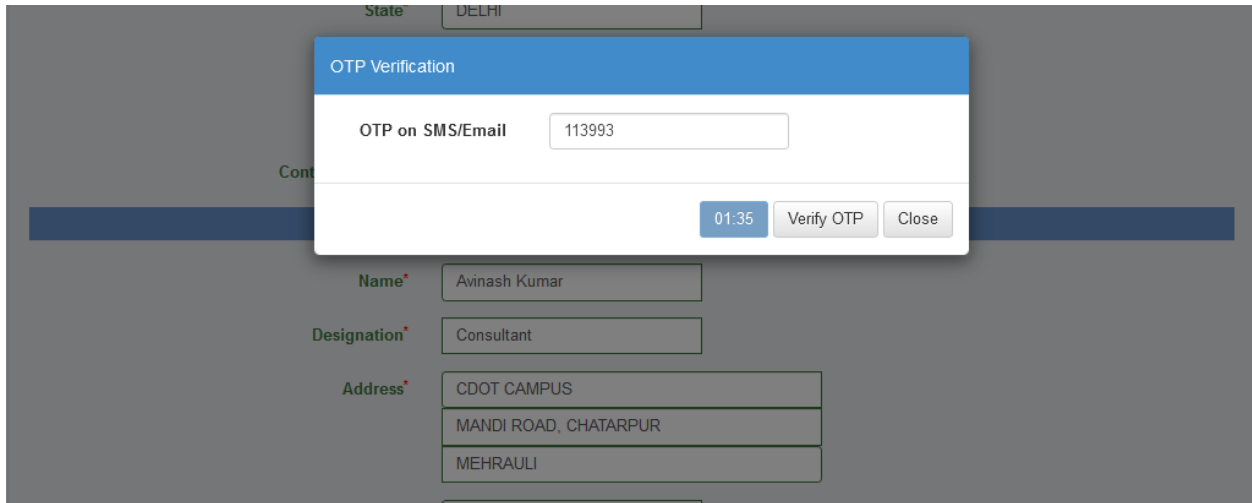 State*
DELHI
OTP Verification
OTP on SMS/Email
113993
Cont
01:35
Verify OTP
Close
Name*
Avinash Kumar
Designation*
Consultant
Address*
CDOT CAMPUS
MANDI ROAD, CHATARPUR
MEHRAULI